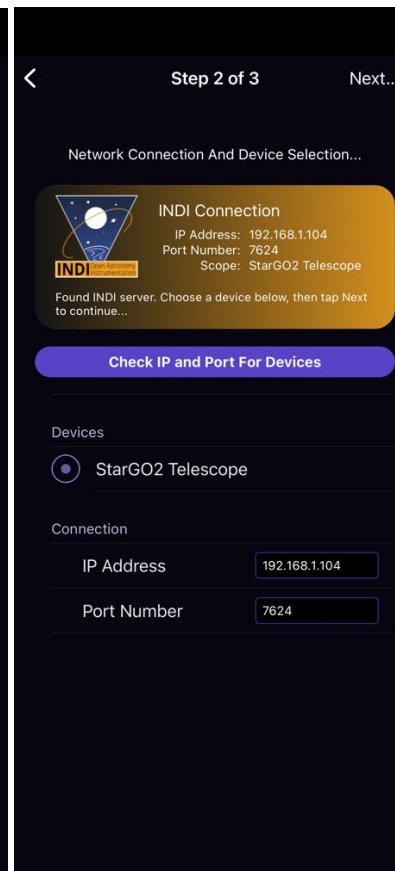 Step 2 of 3
Next..
Network Connection And Device Selection...
INDI Connection
IP Address: 192.168.1.104
Port Number: 7624
Scope: StarGO2 Telescope
INDI Open Astronomy Instrumentation
Found INDI server. Choose a device below, then tap Next
to continue...
Check IP and Port For Devices
Devices
StarGO2 Telescope
Connection
IP Address 192.168.1.104
Port Number 7624